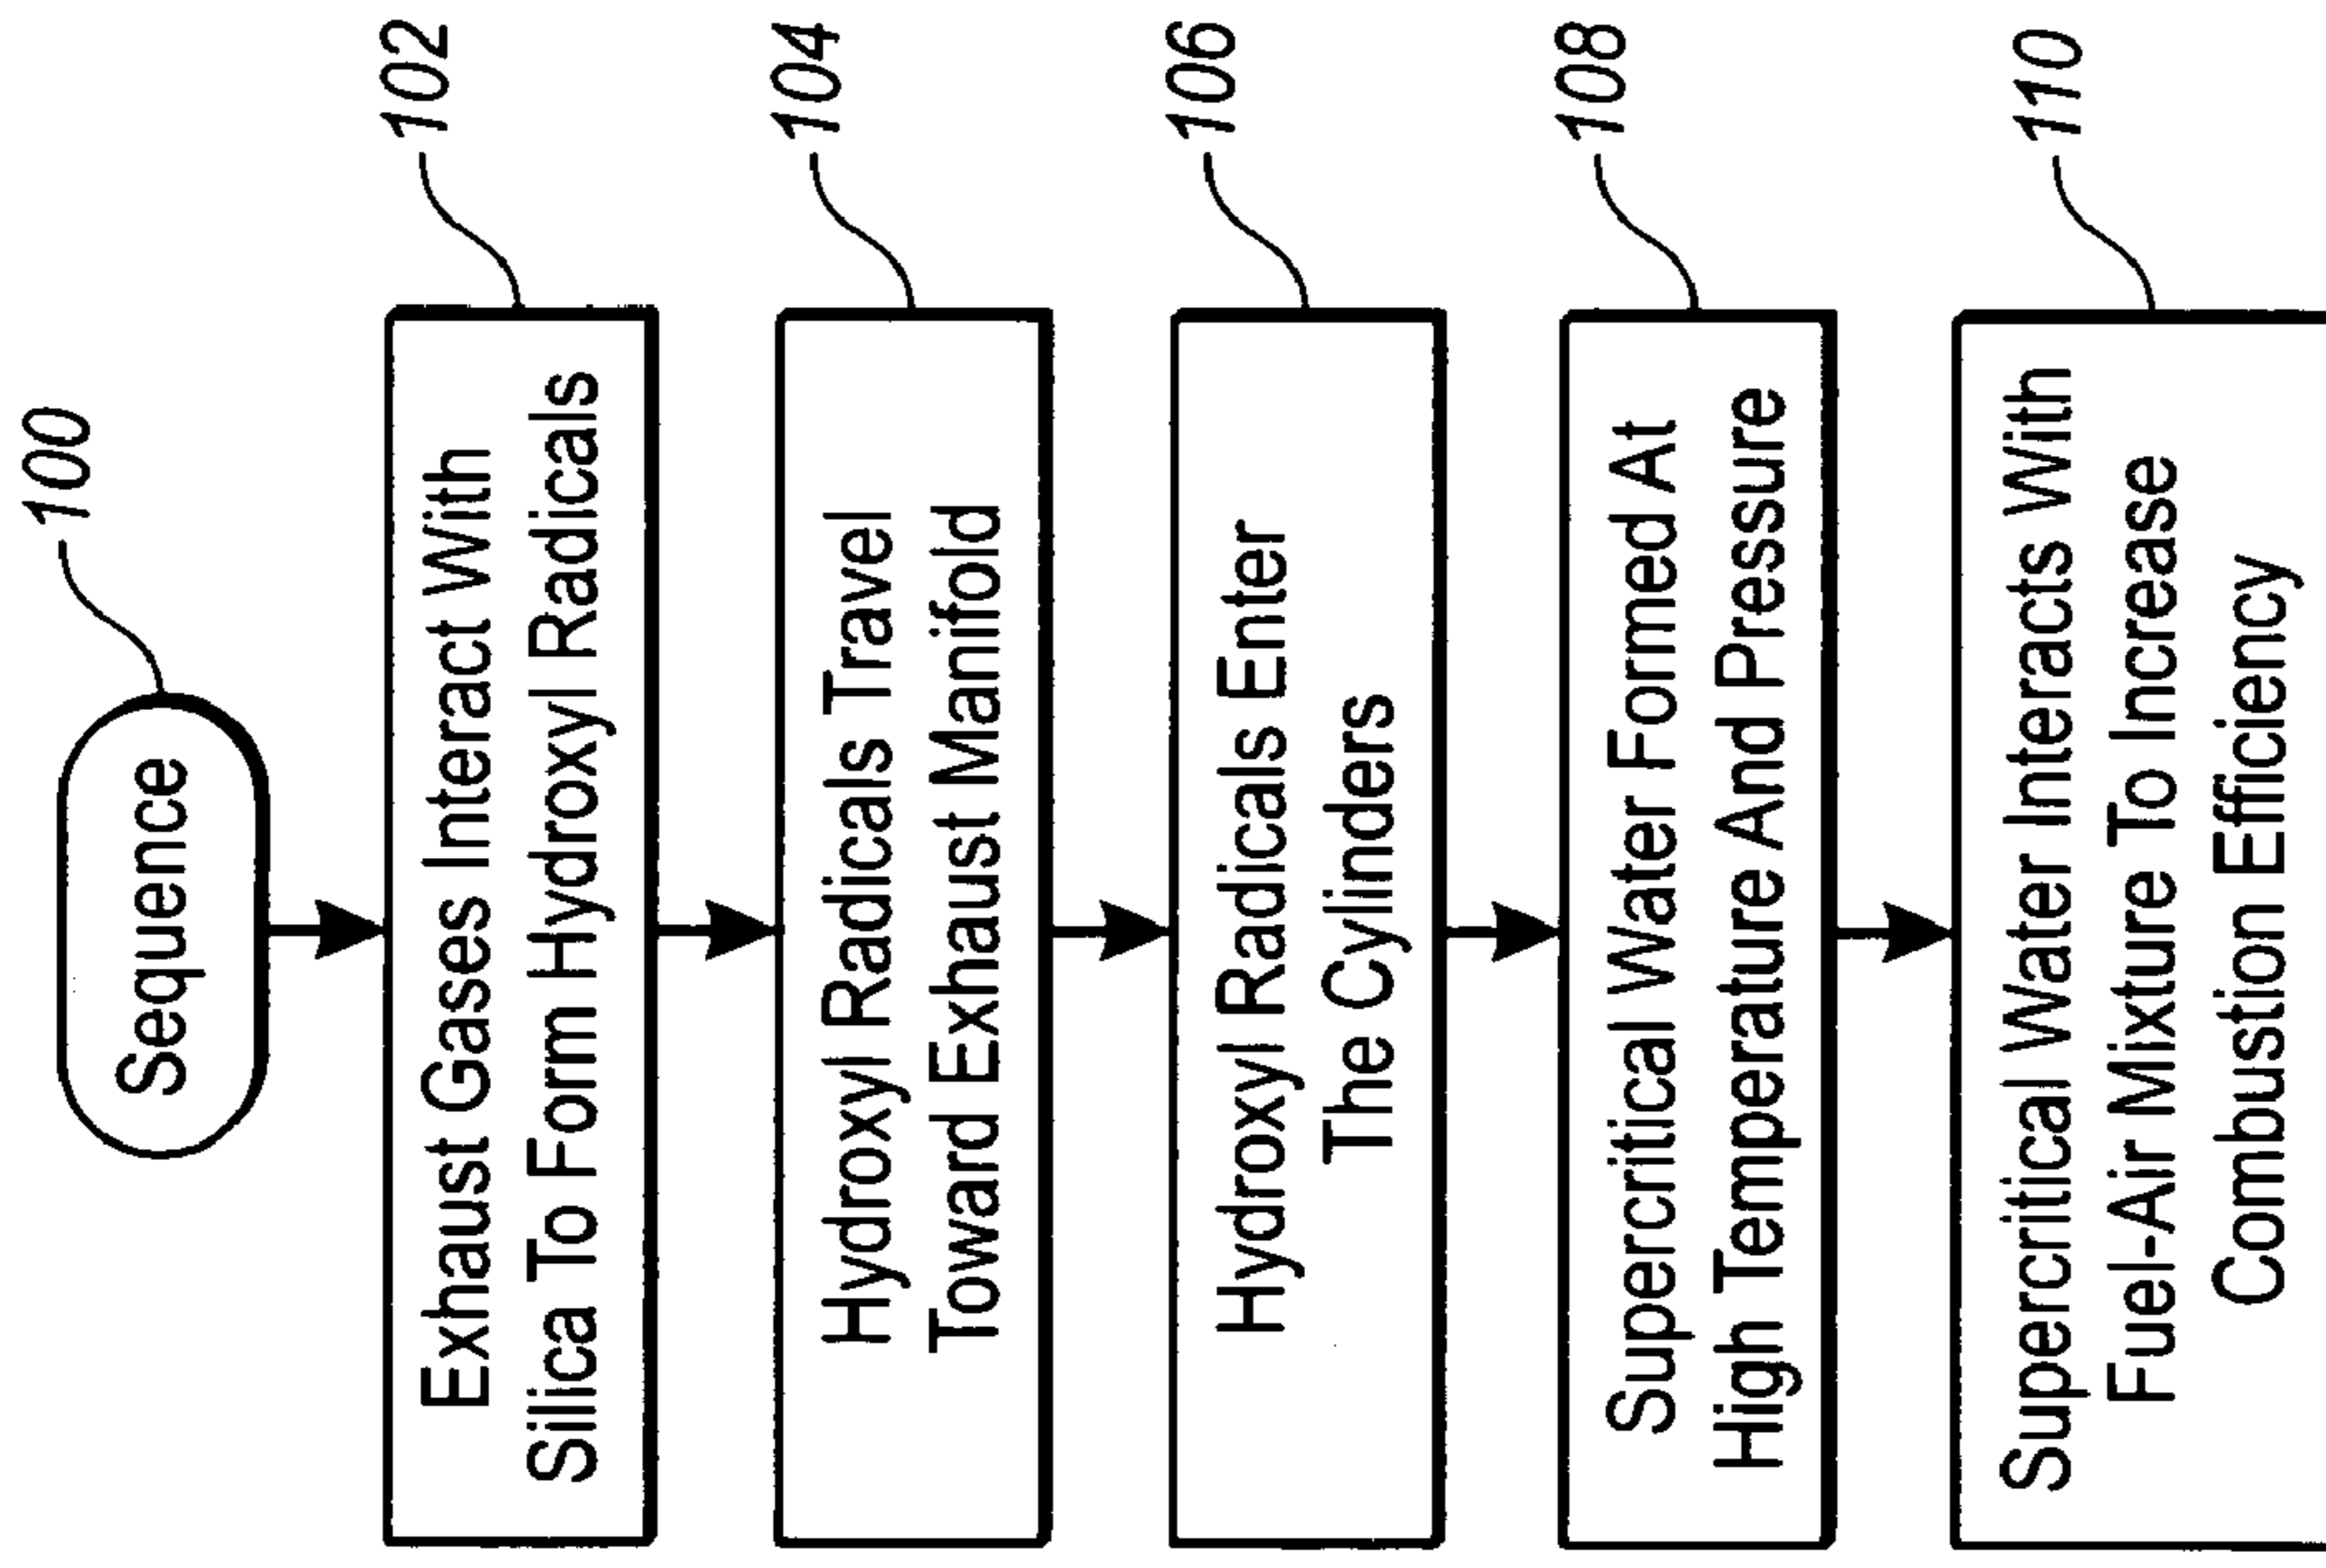 100
Sequence
102
Exhaust Gases Interact With
Silica To Form Hydroxyl Radicals
104
Hydroxyl Radicals Travel
Toward Exhaust Manifold
106
Hydroxyl Radicals Enter
The Cylinders
108
Supercritical Water Formed At
High Temperature And Pressure
110
Supercritical Water Interacts With
Fuel-Air Mixture To Increase
Combustion Efficiency